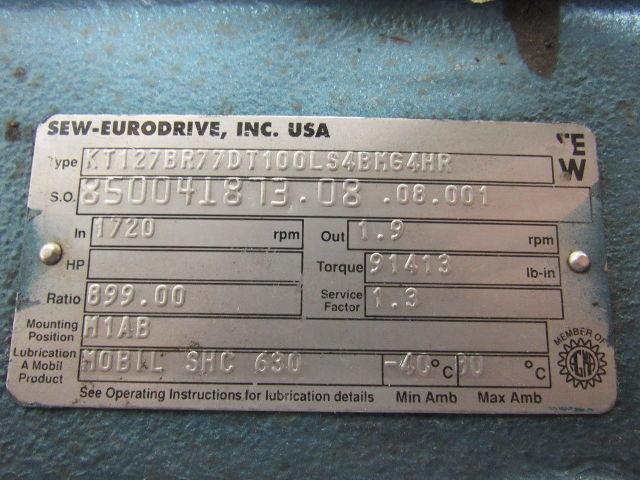 SEW-EURODRIVE, INC. USA
SEW
Type KT127BR77DT100LS4BMG4HR
S.O. 850041873.08 .08.001
In 1720 rpm Out 1.9 rpm
HP Torque 91413 lb-in
Ratio 899.00 Service Factor 1.3
Mounting Position M1AB
Lubrication A Mobil Product MOBIL SHC 630 -40 °C °C
See Operating Instructions for lubrication details Min Amb Max Amb
MEMBER OF